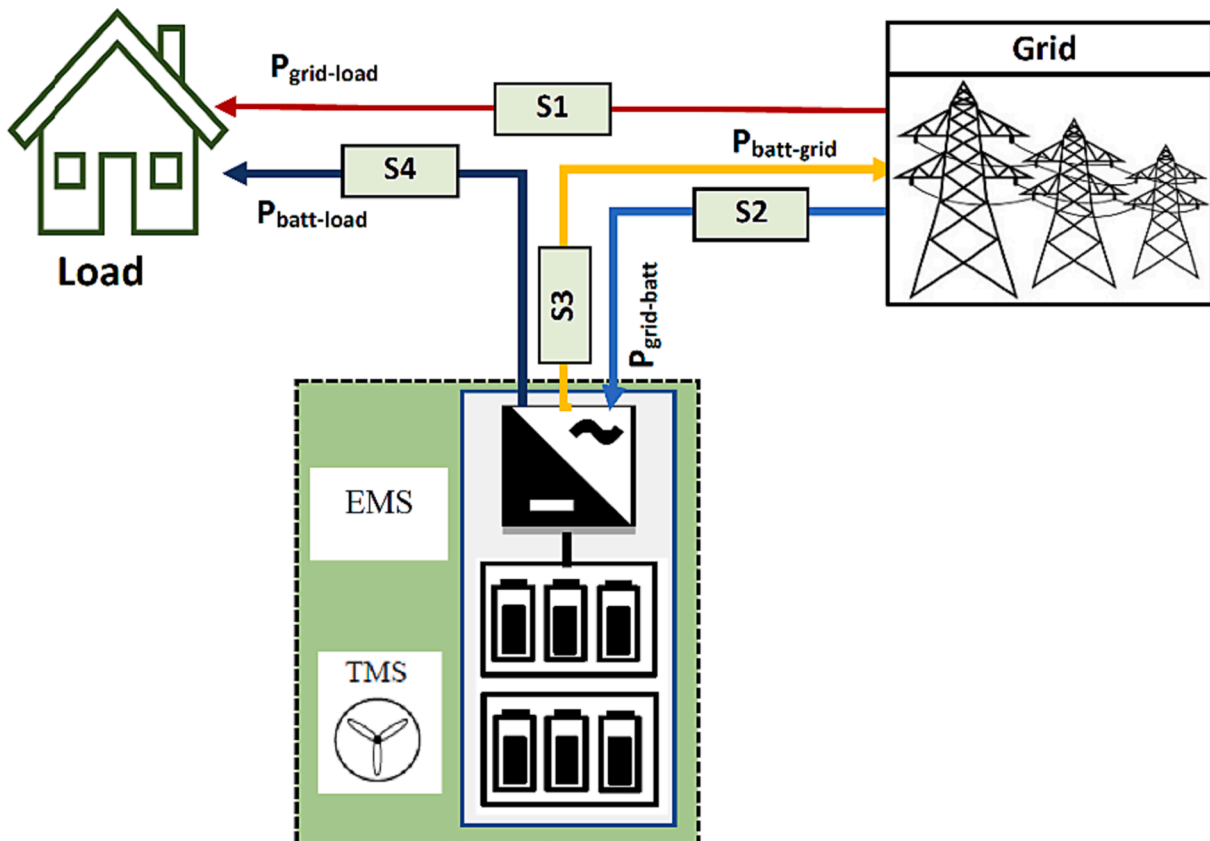 Grid
Pgrid-load
S1
Pbatt-grid
S4
S2
Pbatt-load
Load
S3
Pgrid-batt
EMS
TMS